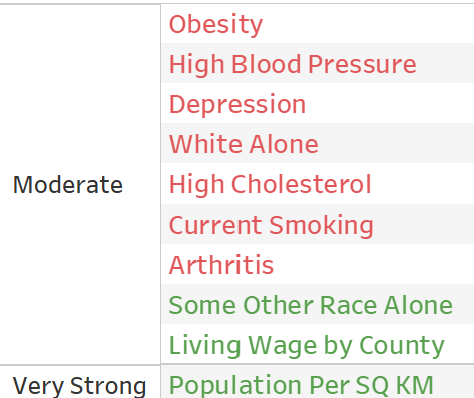 Obesity
High Blood Pressure
Depression
White Alone
Moderate
High Cholesterol
Current Smoking
Arthritis
Some Other Race Alone
Living Wage by County
Very Strong Population Per SQ KM